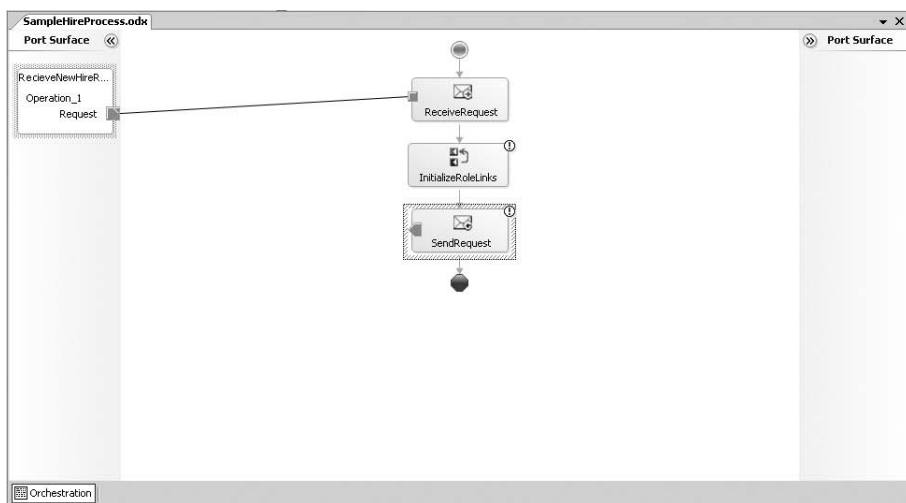 SampleHireProcess.odx
Port Surface
Port Surface
RecieveNewHireR...
Operation_1
Request
ReceiveRequest
InitializeRoleLinks
SendRequest
Orchestration